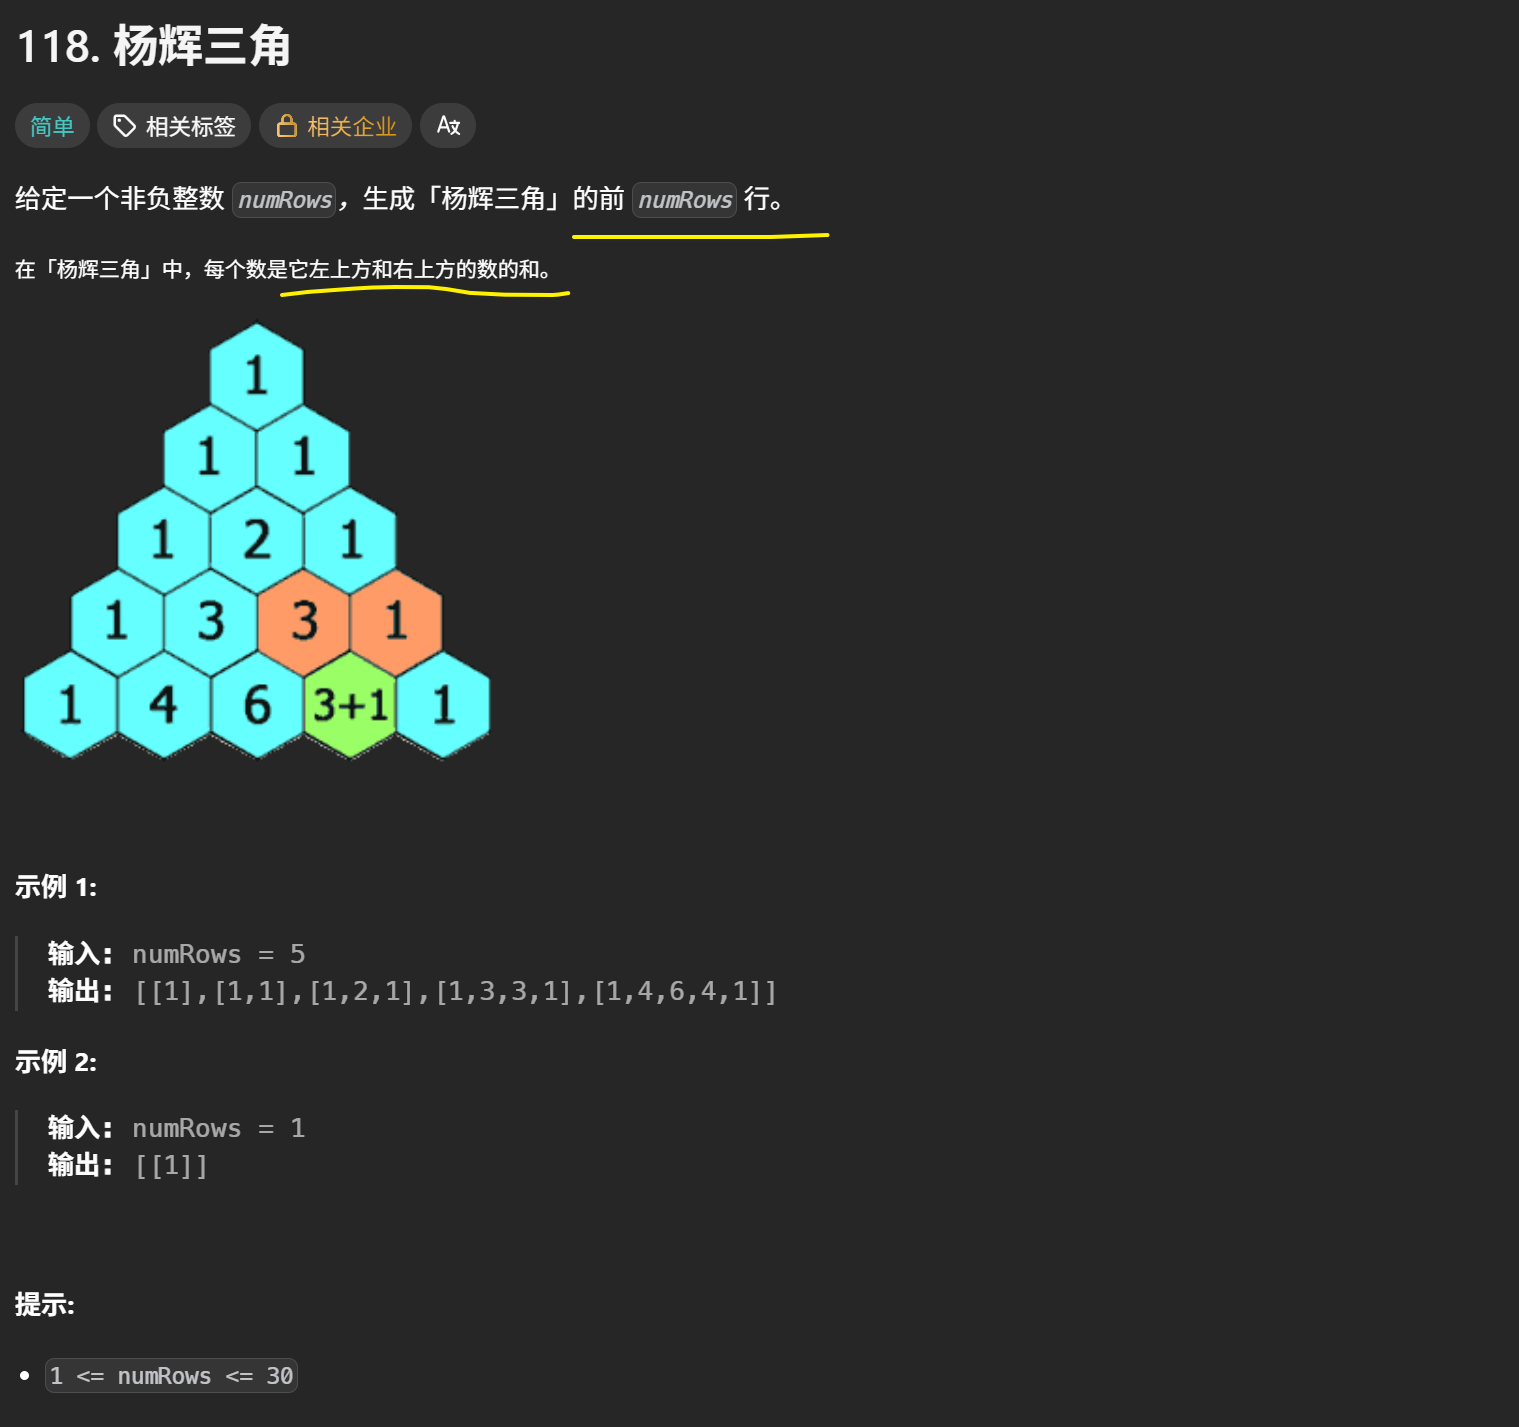 118. 杨辉三角
简单 相关标签 相关企业
给定一个非负整数 numRows，生成「杨辉三角」的前 numRows 行。
在「杨辉三角」中，每个数是它左上方和右上方的数的和。
1
1 1
1 2 1
1 3 3 1
1 4 6 3+1 1
示例 1:
输入: numRows = 5
输出: [[1],[1,1],[1,2,1],[1,3,3,1],[1,4,6,4,1]]
示例 2:
输入: numRows = 1
输出: [[1]]
提示:
1 <= numRows <= 30